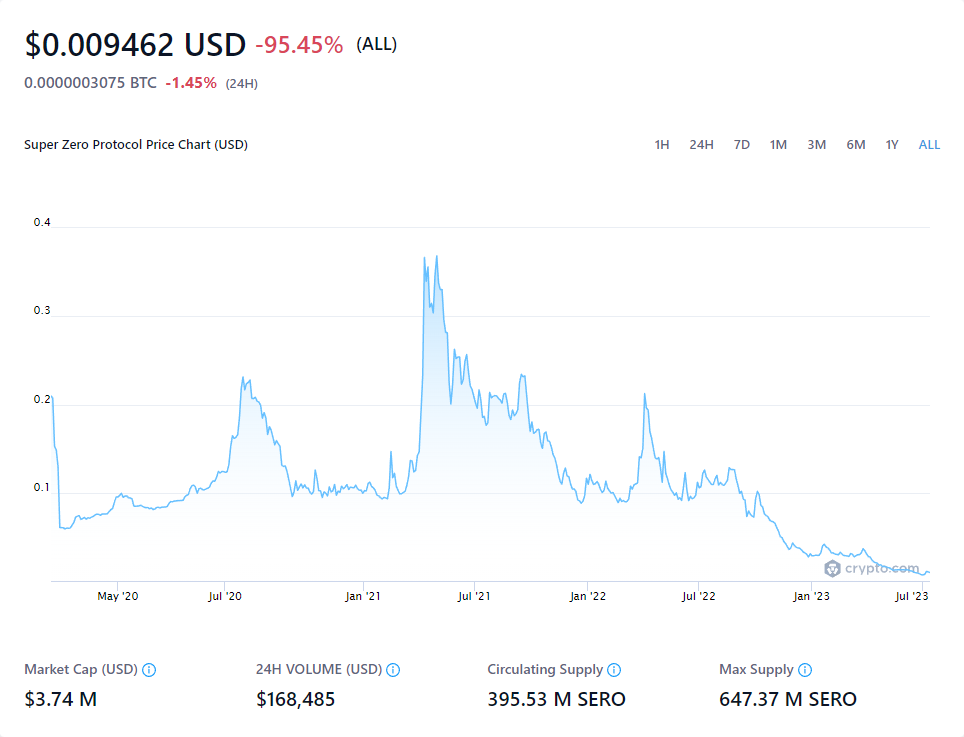 $0.009462 USD -95.45% (ALL)
0.0000003075 BTC -1.45% (24H)
Super Zero Protocol Price Chart (USD) 1H 24H 7D 1M 3M 6M 1Y ALL
0.4
0.3
0.2
0.1
crypto.com
May '20 Jul '20 Jan '21 Jul '21 Jan '22 Jul '22 Jan '23 Jul '23
Market Cap (USD) 24H VOLUME (USD) Circulating Supply Max Supply
$3.74 M $168,485 395.53 M SERO 647.37 M SERO